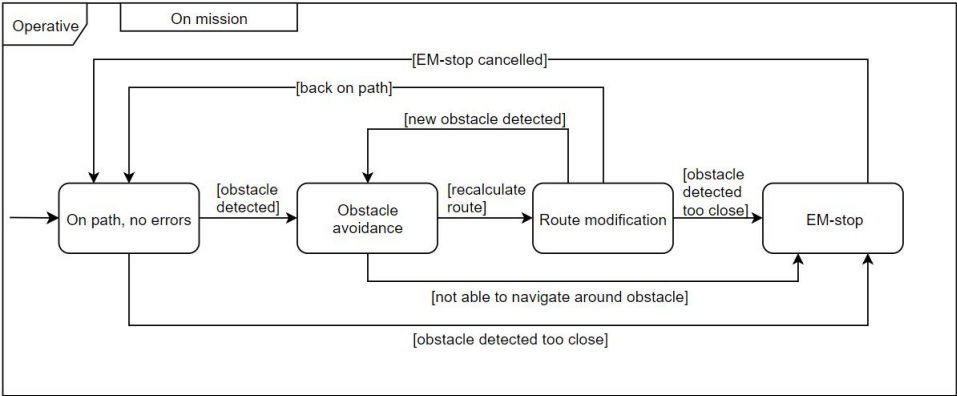 Operative
On mission
[EM-stop cancelled]
[back on path]
[new obstacle detected]
On path, no errors
[obstacle
detected]
Obstacle
avoidance
[recalculate
route]
Route modification
[obstacle
detected
too close]
EM-stop
[not able to navigate around obstacle]
[obstacle detected too close]